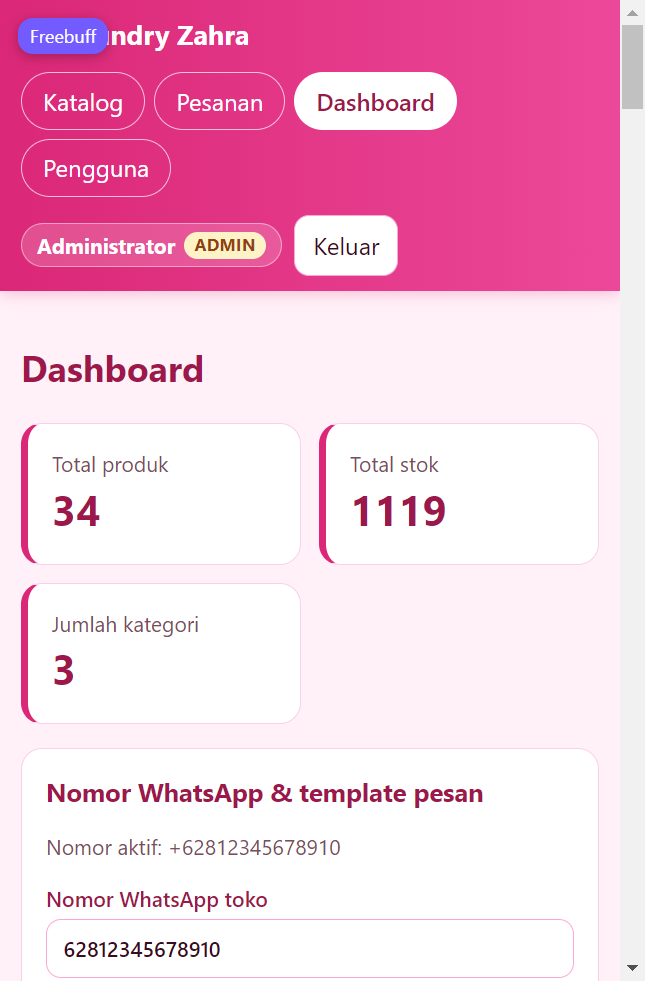 Freebuff
ndry Zahra
Katalog
Pesanan
Dashboard
Pengguna
Administrator ADMIN
Keluar
Dashboard
Total produk
34
Total stok
1119
Jumlah kategori
3
Nomor WhatsApp & template pesan
Nomor aktif: +62812345678910
Nomor WhatsApp toko
62812345678910